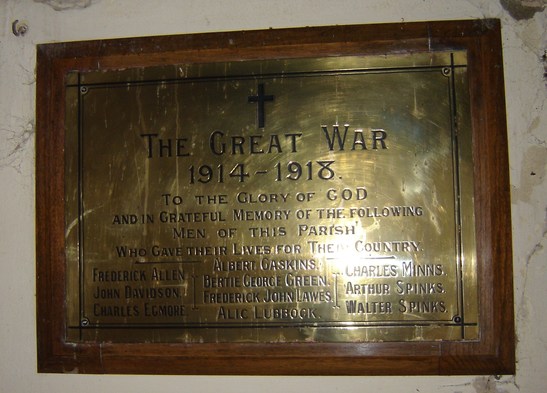 THE GREAT WAR
1914-1918.
TO THE GLORY OF GOD
AND IN GRATEFUL MEMORY OF THE FOLLOWING
MEN OF THIS PARISH
WHO GAVE THEIR LIVES FOR THEIR COUNTRY.
FREDERICK ALLEN
JOHN DAVIDSON.
CHARLES EGMORE.
ALBERT GASKINS.
BERTIE GEORGE GREEN.
FREDERICK JOHN LAWES.
ALIC LUBBOCK.
CHARLES MINNS.
ARTHUR SPINKS.
WALTER SPINKS.